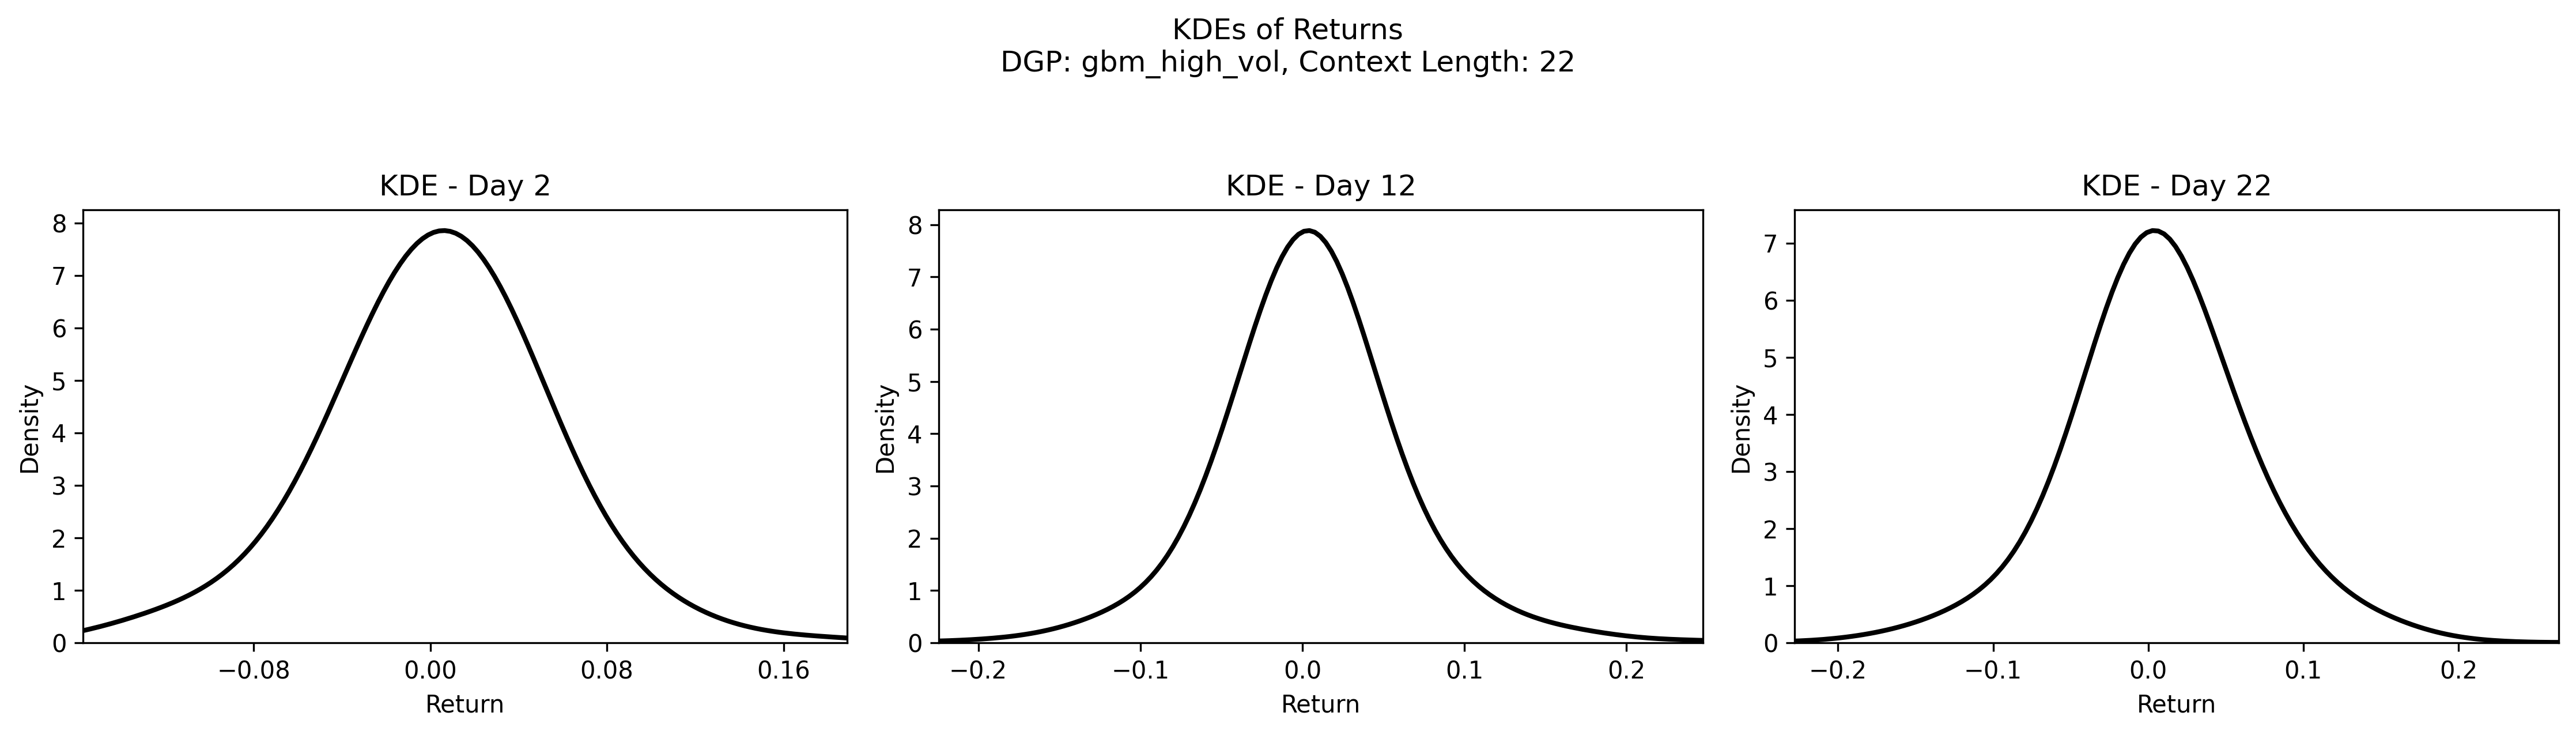 KDEs of Returns
DGP: gbm_high_vol, Context Length: 22
KDE - Day 2
8
7
6
5
4
3
2
1
0
Density
−0.08 0.00 0.08 0.16
Return
KDE - Day 12
8
7
6
5
4
3
2
1
0
Density
−0.2 −0.1 0.0 0.1 0.2
Return
KDE - Day 22
7
6
5
4
3
2
1
0
Density
−0.2 −0.1 0.0 0.1 0.2
Return